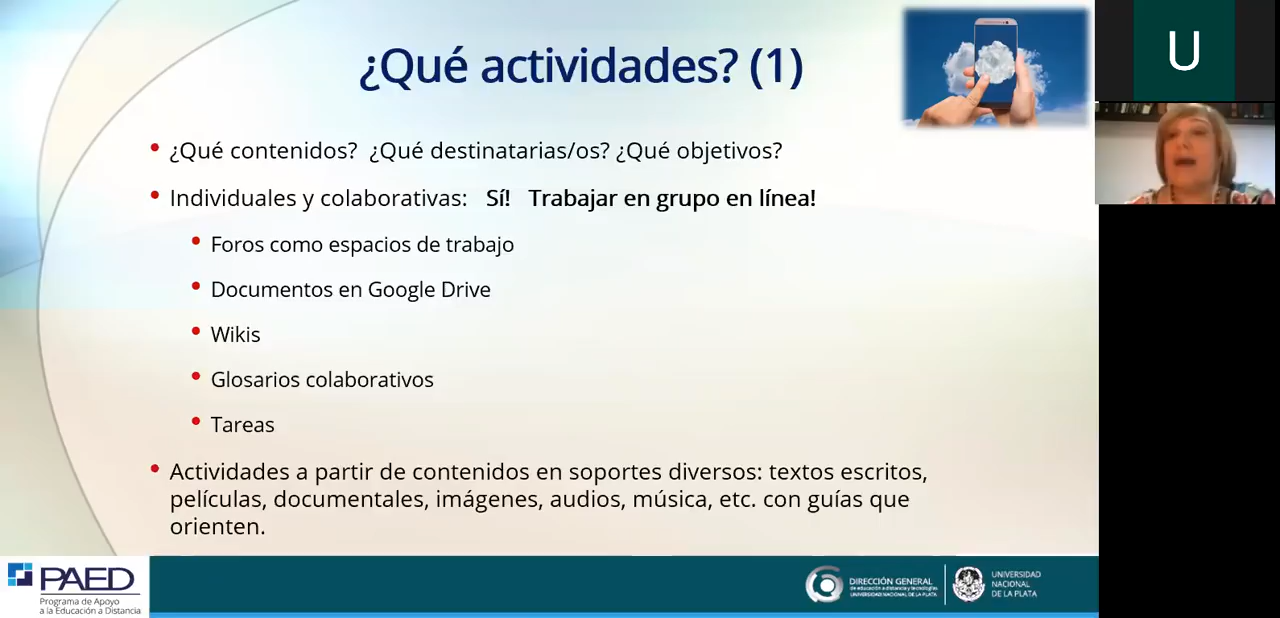 ¿Qué actividades? (1)
U
• ¿Qué contenidos? ¿Qué destinatarias/os? ¿Qué objetivos?
• Individuales y colaborativas: Sí! Trabajar en grupo en línea!
• Foros como espacios de trabajo
• Documentos en Google Drive
• Wikis
• Glosarios colaborativos
• Tareas
• Actividades a partir de contenidos en soportes diversos: textos escritos,
películas, documentales, imágenes, audios, música, etc. con guías que
orienten.
PAED
Programa de Apoyo
a la Educación a Distancia
DIRECCIÓN GENERAL
de educación a distancia y tecnologías
UNIVERSIDAD NACIONAL DE LA PLATA
UNIVERSIDAD
NACIONAL
DE LA PLATA